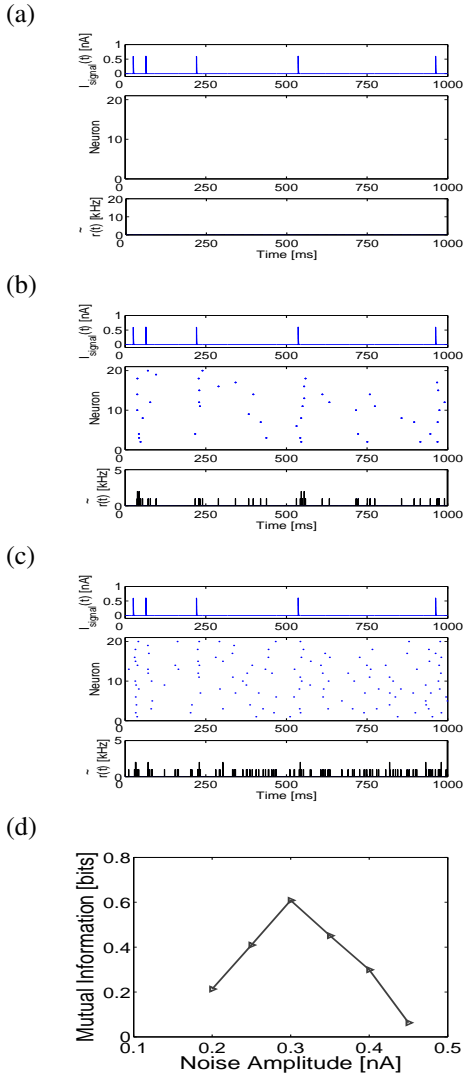 (a)
1
0.5
0
I_signal(t) [nA]
0 250 500 750 1000
20
10
0
Neuron
0 250 500 750 1000
20
10
0
r̃(t) [kHz]
0 250 500 750 1000
Time [ms]
(b)
1
0.5
0
I_signal(t) [nA]
0 250 500 750 1000
20
10
0
Neuron
0 250 500 750 1000
5
0
r̃(t) [kHz]
0 250 500 750 1000
Time [ms]
(c)
1
0.5
0
I_signal(t) [nA]
0 250 500 750 1000
20
10
0
Neuron
0 250 500 750 1000
5
0
r̃(t) [kHz]
0 250 500 750 1000
Time [ms]
(d)
0.8
0.6
0.4
0.2
0
Mutual Information [bits]
0.1 0.2 0.3 0.4 0.5
Noise Amplitude [nA]